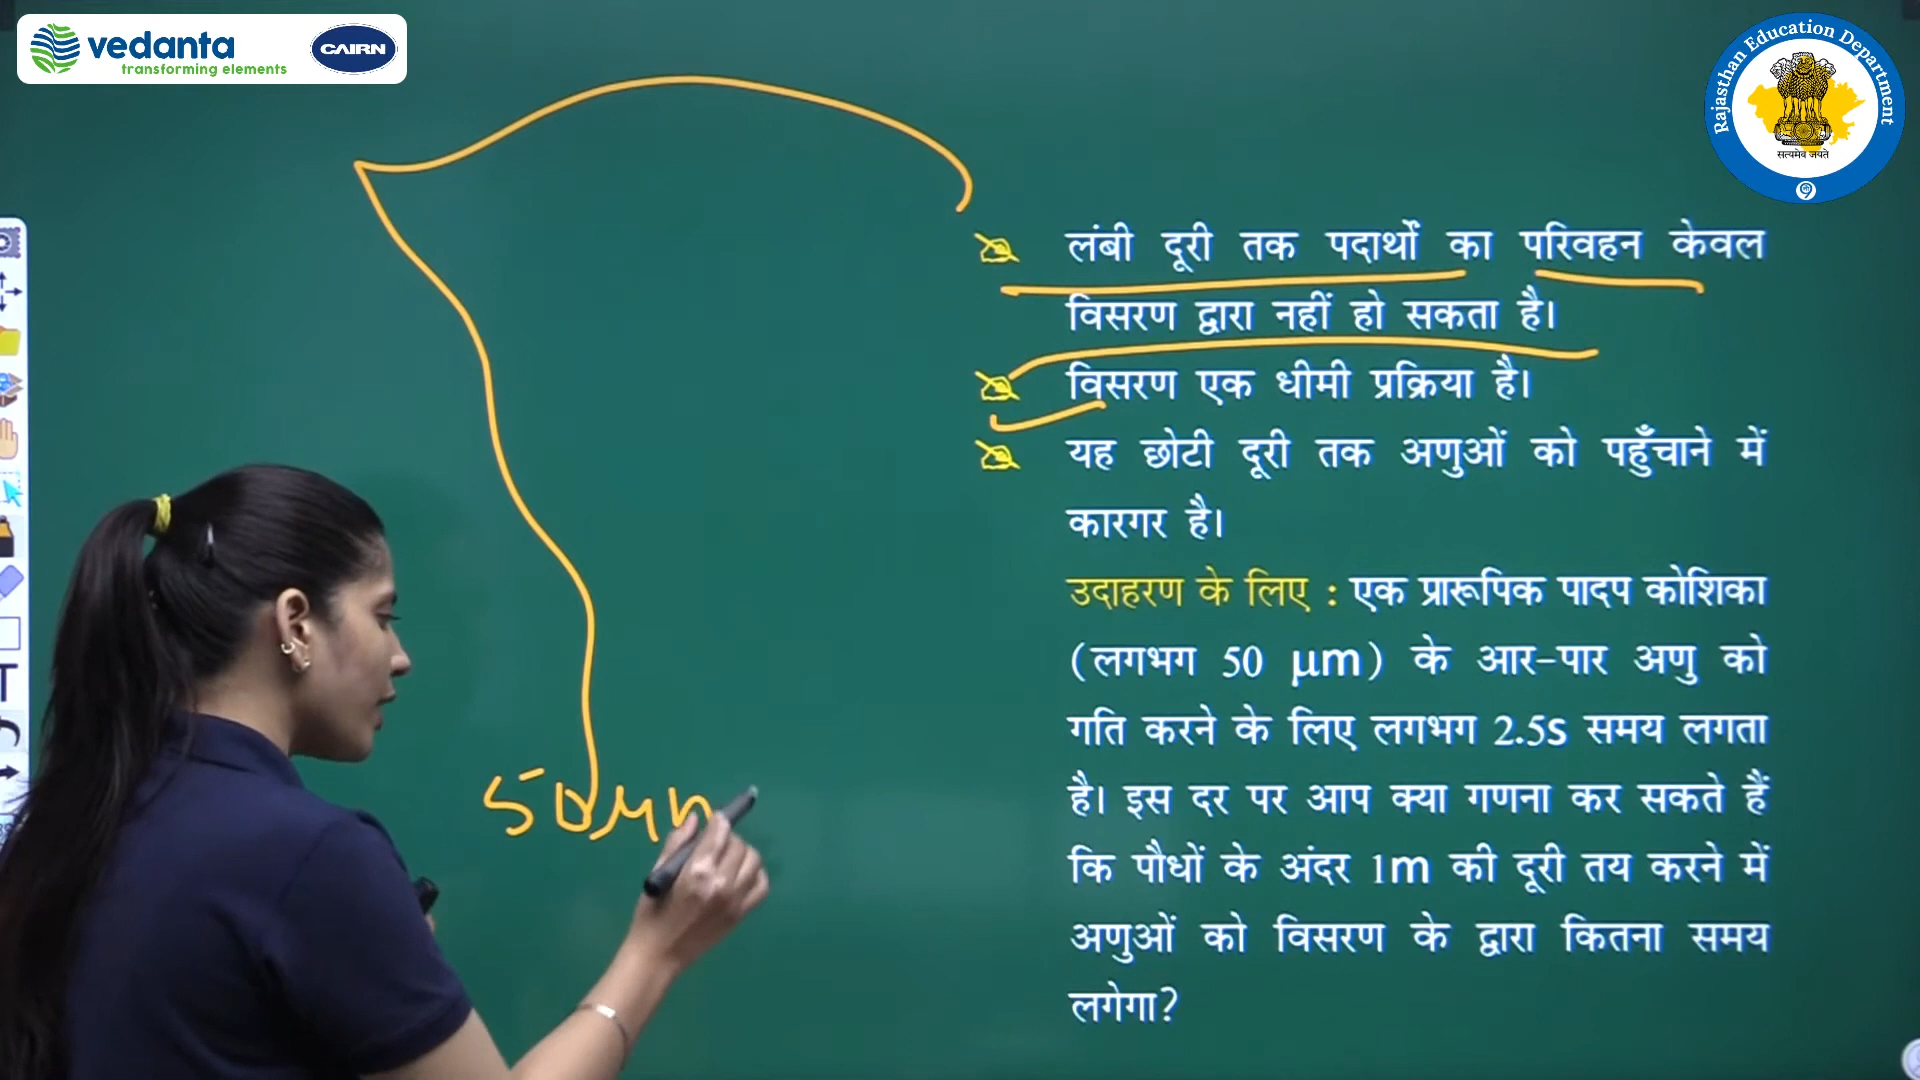 vedanta
transforming elements
CAIRN
Rajasthan Education Department
सत्यमेव जयते
लंबी दूरी तक पदार्थों का परिवहन केवल
विसरण द्वारा नहीं हो सकता है।
विसरण एक धीमी प्रक्रिया है।
यह छोटी दूरी तक अणुओं को पहुँचाने में
कारगर है।
उदाहरण के लिए : एक प्रारूपिक पादप कोशिका
(लगभग 50 μm) के आर-पार अणु को
गति करने के लिए लगभग 2.5s समय लगता
है। इस दर पर आप क्या गणना कर सकते हैं
कि पौधों के अंदर 1m की दूरी तय करने में
अणुओं को विसरण के द्वारा कितना समय
लगेगा?
50μm